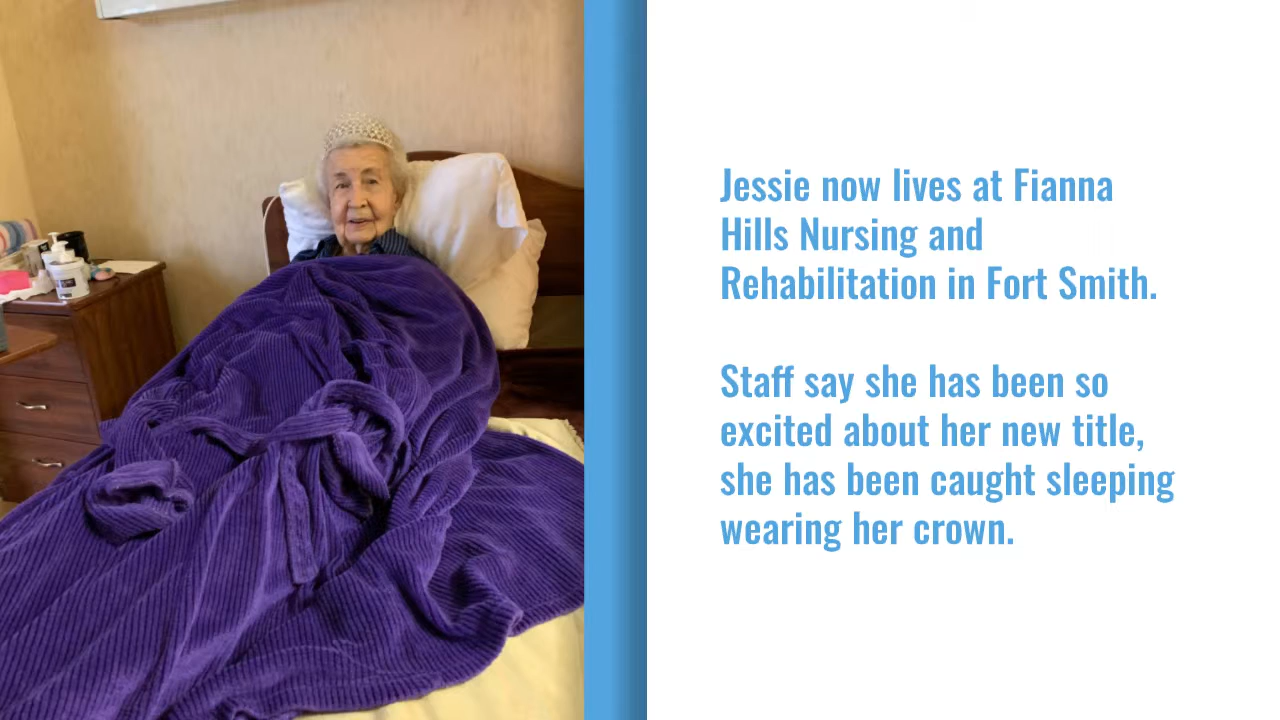 Jessie now lives at Fianna
Hills Nursing and
Rehabilitation in Fort Smith.
Staff say she has been so
excited about her new title,
she has been caught sleeping
wearing her crown.